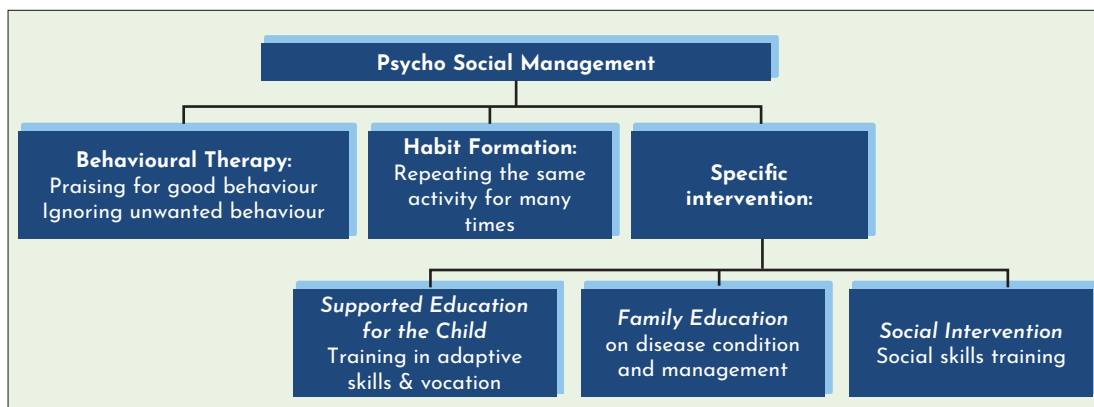 Psycho Social Management
Behavioural Therapy:
Praising for good behaviour
Ignoring unwanted behaviour
Habit Formation:
Repeating the same
activity for many
times
Specific
intervention:
Supported Education
for the Child
Training in adaptive
skills & vocation
Family Education
on disease condition
and management
Social Intervention
Social skills training